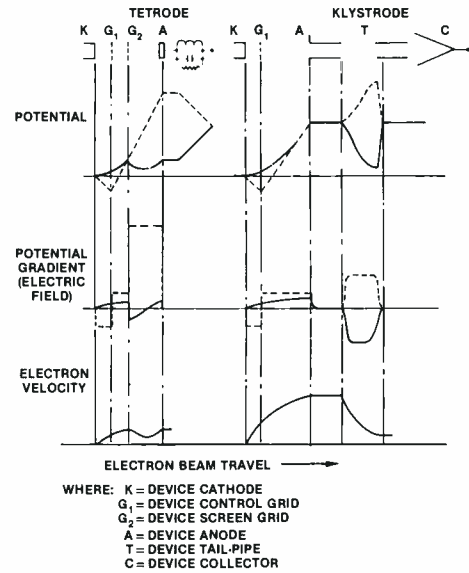 TETRODE KLYSTRODE
K G₁ G₂ A K G₁ A T C
POTENTIAL
POTENTIAL
GRADIENT
(ELECTRIC
FIELD)
ELECTRON
VELOCITY
ELECTRON BEAM TRAVEL
WHERE: K = DEVICE CATHODE
G₁ = DEVICE CONTROL GRID
G₂ = DEVICE SCREEN GRID
A = DEVICE ANODE
T = DEVICE TAIL-PIPE
C = DEVICE COLLECTOR